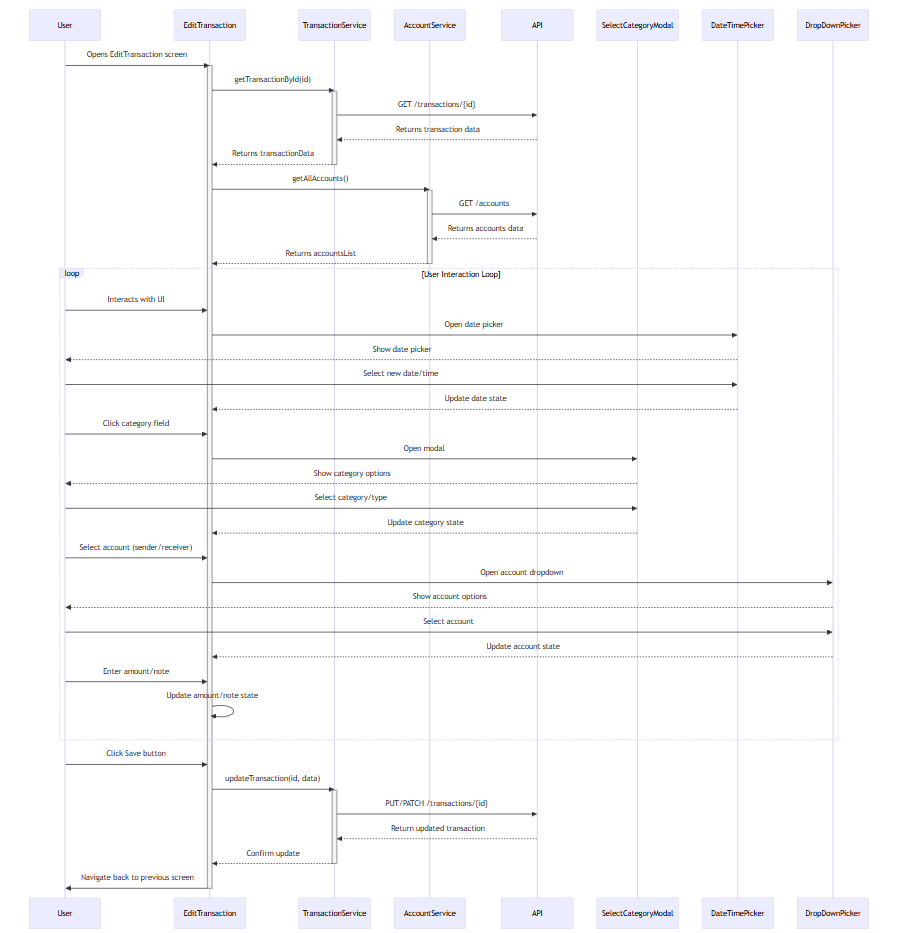 User EditTransaction TransactionService AccountService API SelectCategoryModal DateTimePicker DropDownPicker
Opens EditTransaction screen
getTransactionById(id)
GET /transactions/{id}
Returns transaction data
Returns transactionData
getAllAccounts()
GET /accounts
Returns accounts data
Returns accountsList
loop [User Interaction Loop]
Interacts with UI
Open date picker
Show date picker
Select new date/time
Update date state
Click category field
Open modal
Show category options
Select category/type
Update category state
Select account (sender/receiver)
Open account dropdown
Show account options
Select account
Update account state
Enter amount/note
Update amount/note state
Click Save button
updateTransaction(id, data)
PUT/PATCH /transactions/{id}
Return updated transaction
Confirm update
Navigate back to previous screen
User EditTransaction TransactionService AccountService API SelectCategoryModal DateTimePicker DropDownPicker